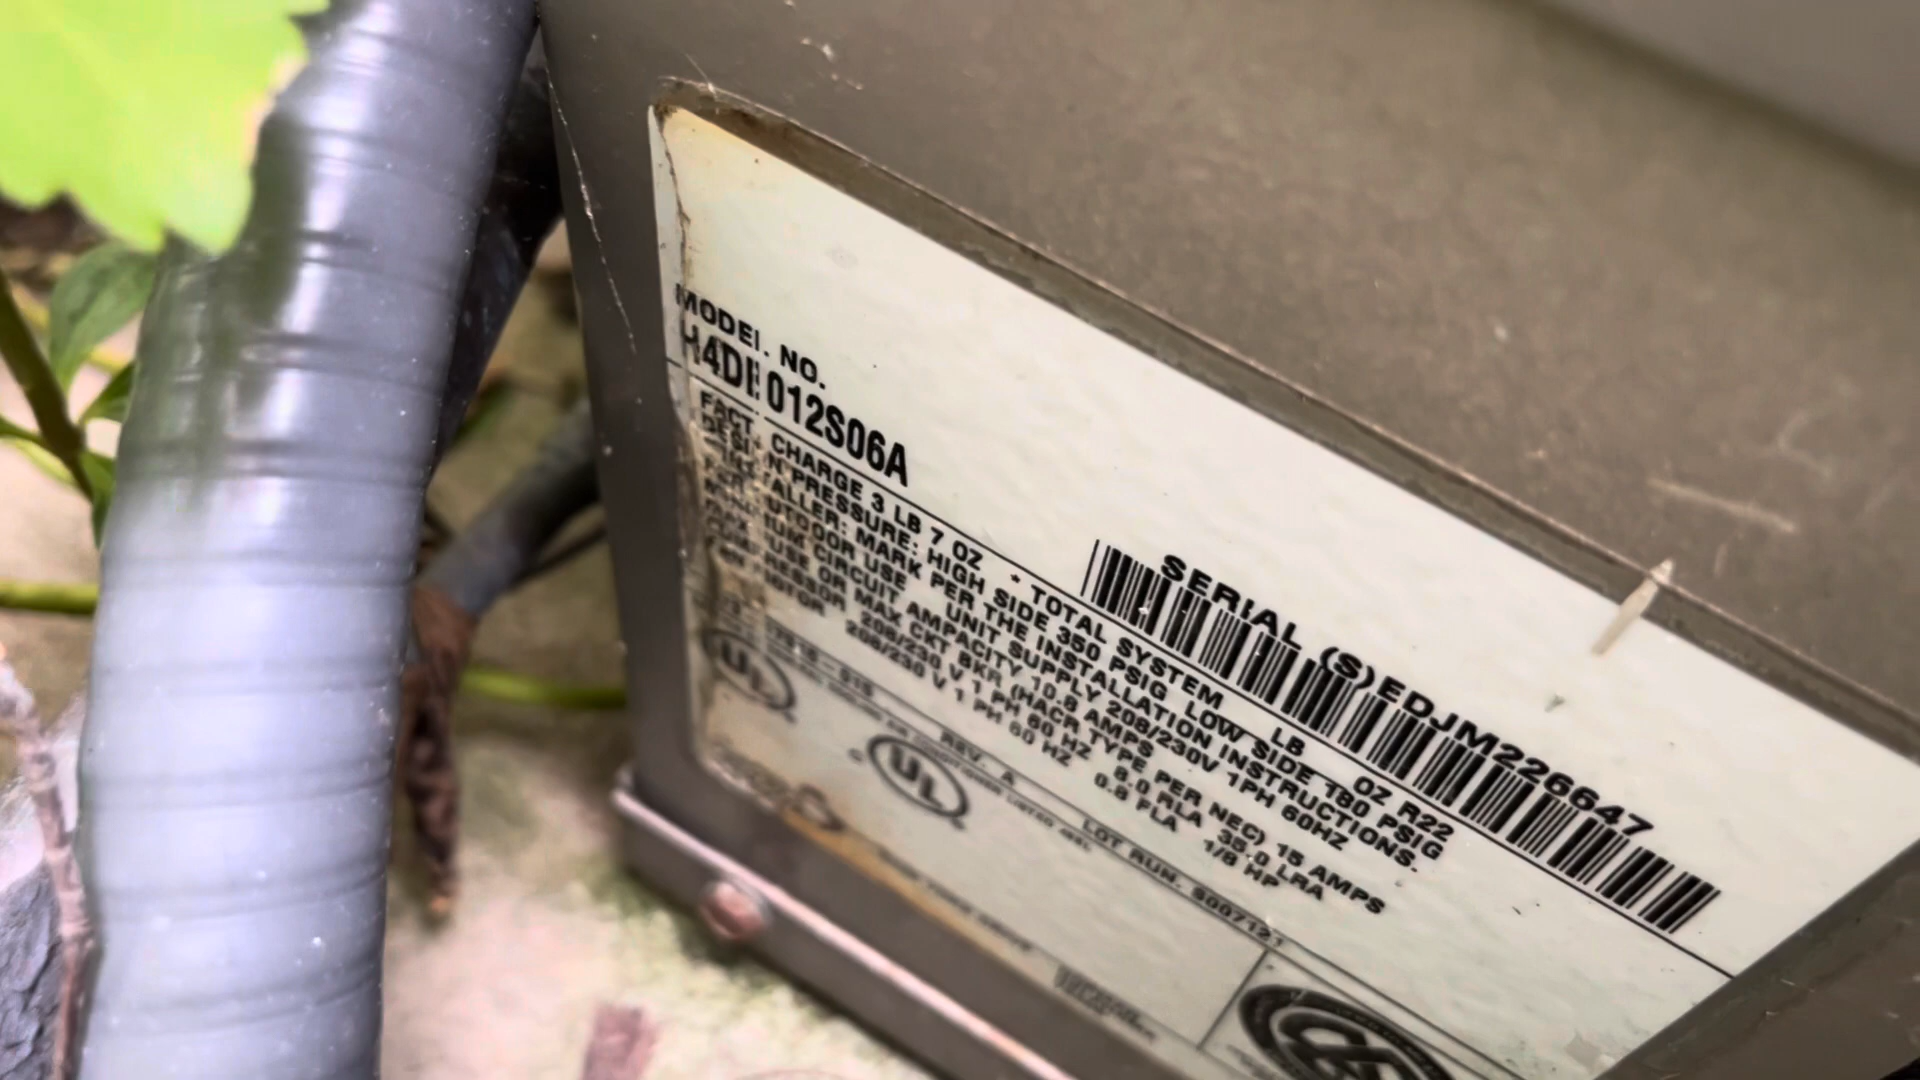 MODEL NO.
H4DE012S06A
SERIAL (S)EDJM226647
FACT. CHARGE 3 LB 7 OZ * TOTAL SYSTEM LB OZ R22
DESIGN PRESSURE: HIGH SIDE 350 PSIG LOW SIDE 180 PSIG
INSTALLER: MARK PER THE INSTALLATION INSTRUCTIONS.
FOR OUTDOOR USE UNIT SUPPLY 208/230V 1PH 60HZ
MINIMUM CIRCUIT AMPACITY 10.8 AMPS
FUSE OR MAX CKT BKR (HACR TYPE PER NEC) 15 AMPS
COMPRESSOR 208/230 V 1 PH 60 HZ 8.0 RLA 35.0 LRA
FAN MOTOR 208/230 V 1 PH 60 HZ 0.8 FLA 1/8 HP
REV. A LOT RUN. S007121
UL
C UL